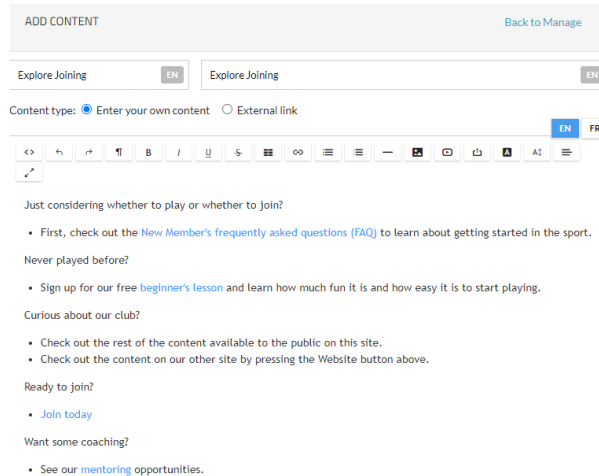 ADD CONTENT Back to Manage
Explore Joining EN Explore Joining EN
Content type: Enter your own content External link
EN FR
<> ¶ B I U S A A
Just considering whether to play or whether to join?
• First, check out the New Member's frequently asked questions (FAQ) to learn about getting started in the sport.
Never played before?
• Sign up for our free beginner's lesson and learn how much fun it is and how easy it is to start playing.
Curious about our club?
• Check out the rest of the content available to the public on this site.
• Check out the content on our other site by pressing the Website button above.
Ready to join?
• Join today
Want some coaching?
• See our mentoring opportunities.